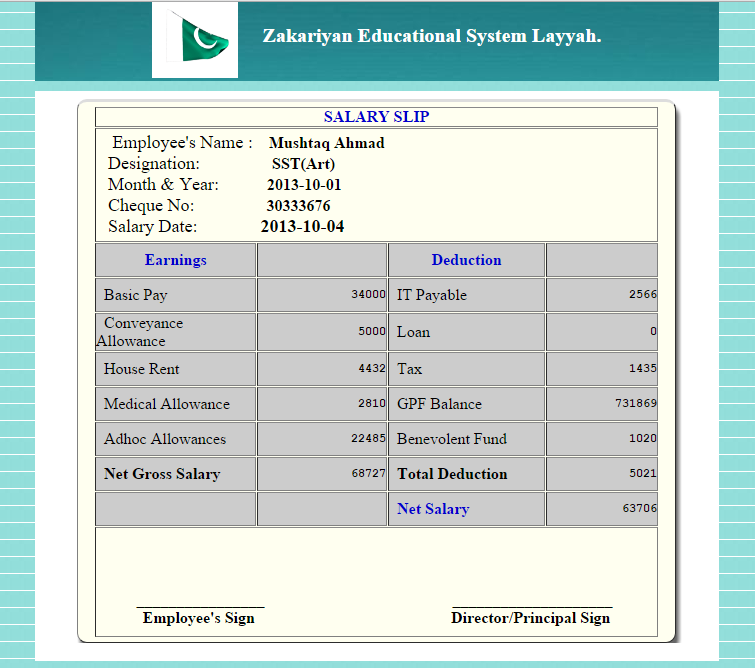 Zakariyan Educational System Layyah.
SALARY SLIP
Employee's Name : Mushtaq Ahmad
Designation: SST(Art)
Month & Year: 2013-10-01
Cheque No: 30333676
Salary Date: 2013-10-04
Earnings Deduction
Basic Pay 34000 IT Payable 2566
Conveyance
Allowance 5000 Loan 0
House Rent 4432 Tax 1435
Medical Allowance 2810 GPF Balance 731869
Adhoc Allowances 22485 Benevolent Fund 1020
Net Gross Salary 68727 Total Deduction 5021
Net Salary 63706
Employee's Sign Director/Principal Sign